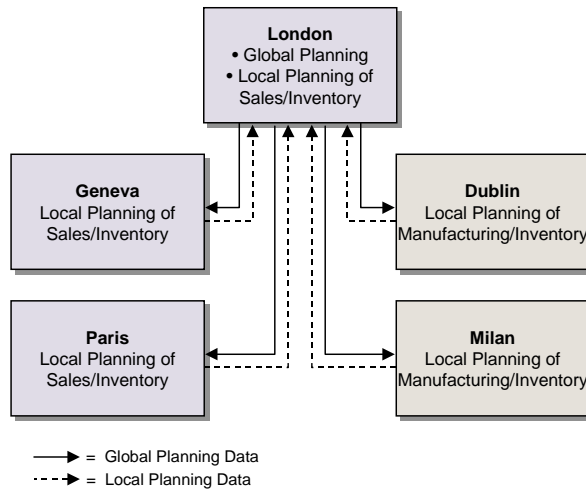 London
• Global Planning
• Local Planning of
Sales/Inventory
Geneva
Local Planning of
Sales/Inventory
Dublin
Local Planning of
Manufacturing/Inventory
Paris
Local Planning of
Sales/Inventory
Milan
Local Planning of
Manufacturing/Inventory
= Global Planning Data
= Local Planning Data